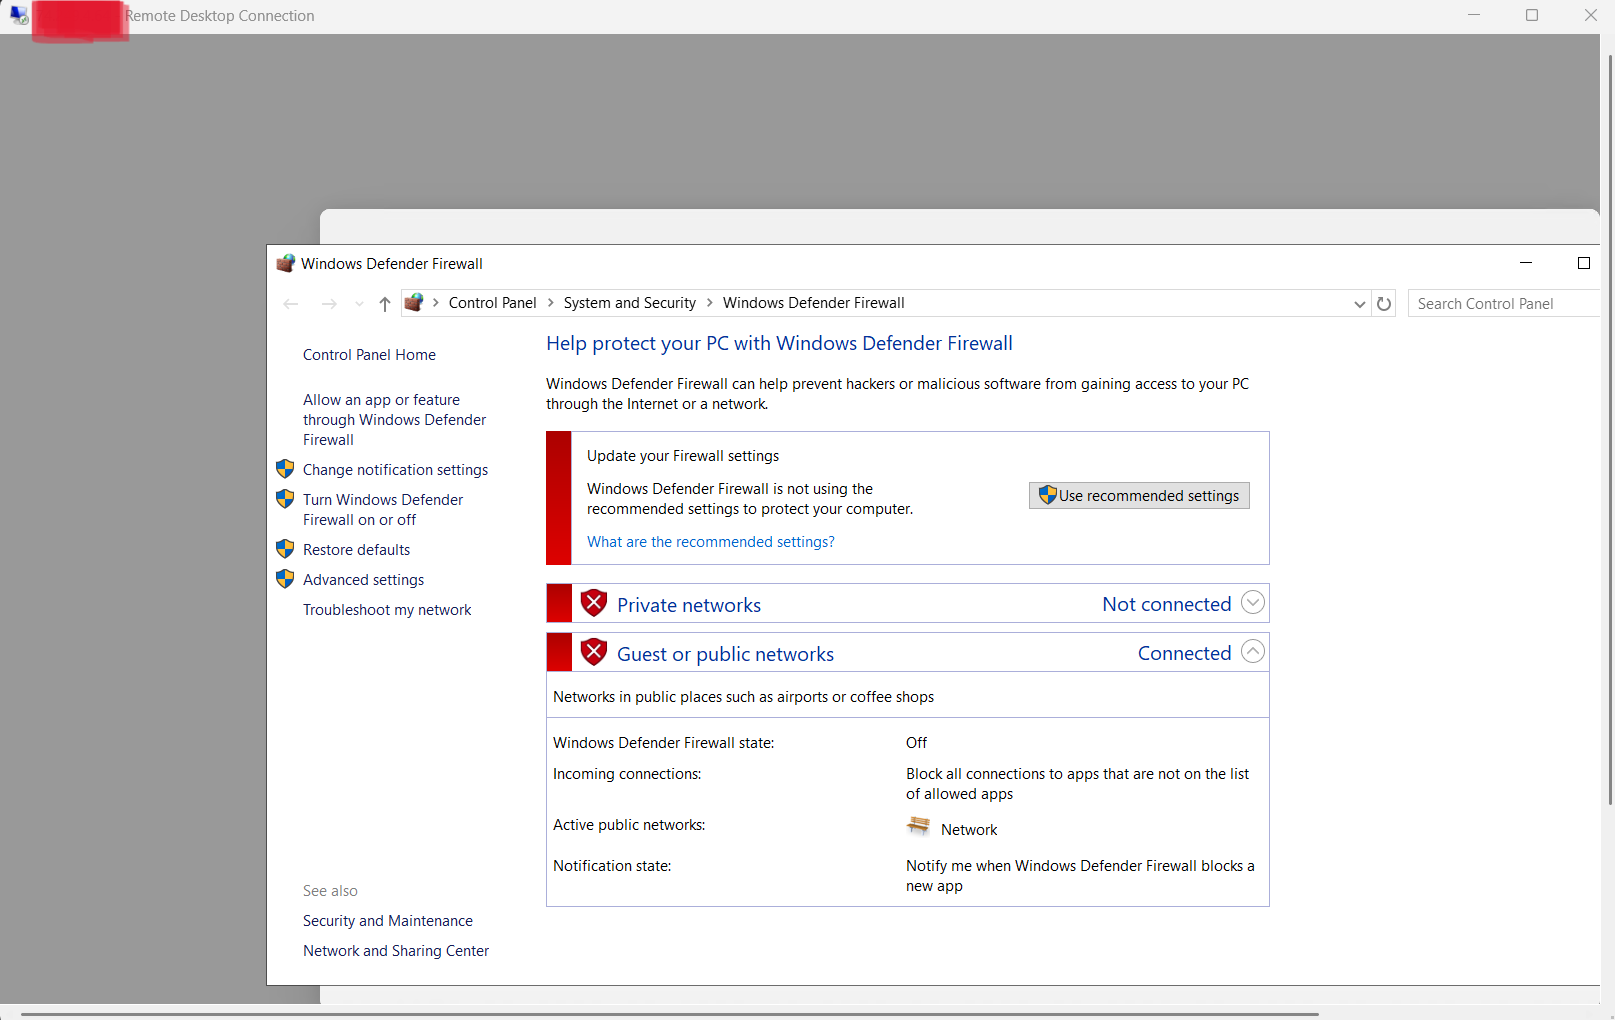 Remote Desktop Connection
Windows Defender Firewall
Control Panel > System and Security > Windows Defender Firewall
Search Control Panel
Control Panel Home
Allow an app or feature
through Windows Defender
Firewall
Change notification settings
Turn Windows Defender
Firewall on or off
Restore defaults
Advanced settings
Troubleshoot my network
See also
Security and Maintenance
Network and Sharing Center
Help protect your PC with Windows Defender Firewall
Windows Defender Firewall can help prevent hackers or malicious software from gaining access to your PC
through the Internet or a network.
Update your Firewall settings
Windows Defender Firewall is not using the
recommended settings to protect your computer.
What are the recommended settings?
Use recommended settings
Private networks Not connected
Guest or public networks Connected
Networks in public places such as airports or coffee shops
Windows Defender Firewall state: Off
Incoming connections: Block all connections to apps that are not on the list
of allowed apps
Active public networks: Network
Notification state: Notify me when Windows Defender Firewall blocks a
new app